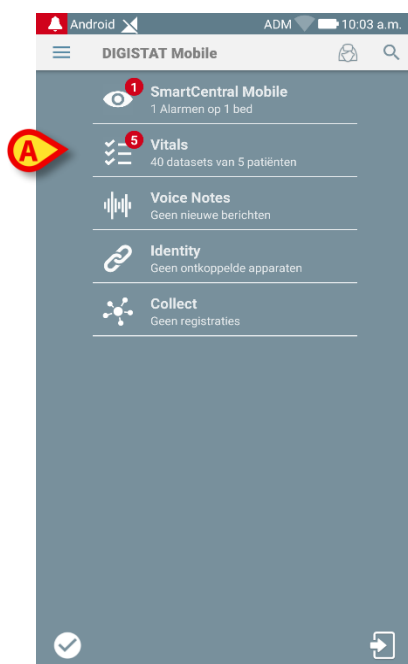 Android ADM 10:03 a.m.
DIGISTAT Mobile
1
SmartCentral Mobile
1 Alarmen op 1 bed
5
Vitals
40 datasets van 5 patiënten
A
Voice Notes
Geen nieuwe berichten
Identity
Geen ontkoppelde apparaten
Collect
Geen registraties